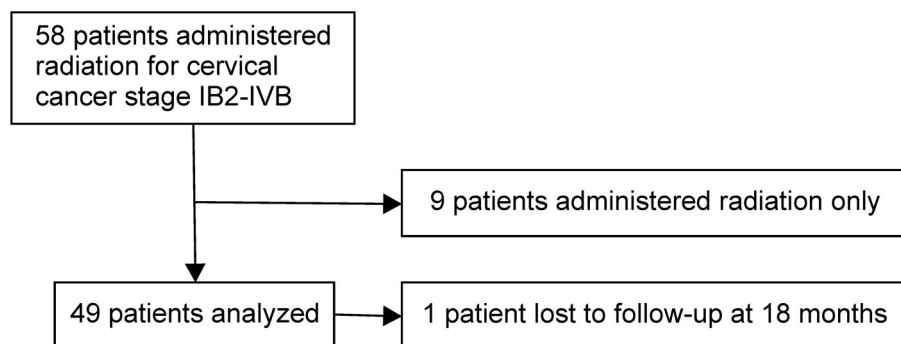 58 patients administered
radiation for cervical
cancer stage IB2-IVB
9 patients administered radiation only
49 patients analyzed
1 patient lost to follow-up at 18 months